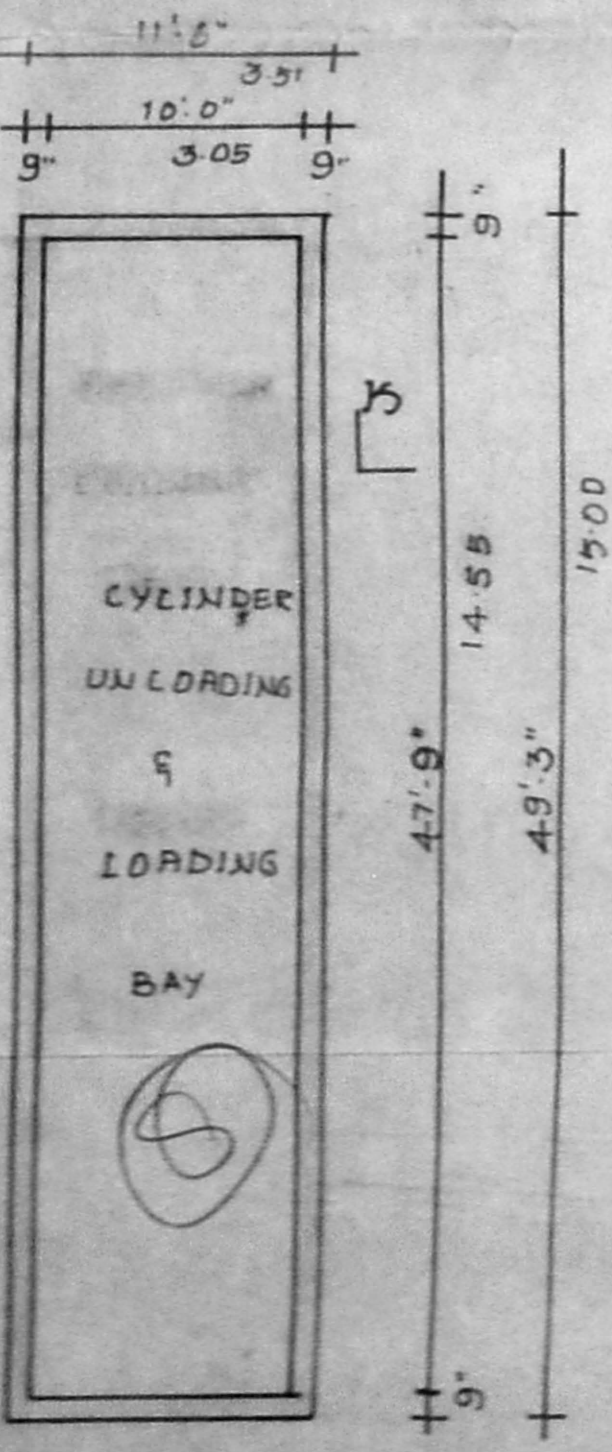 11'.6"
3.51
10'.0"
9" 3.05 9"
9"
15.00
14.55
CYLINDER
UNLOADING
&
LOADING
BAY
47'.9"
49'.3"
9"